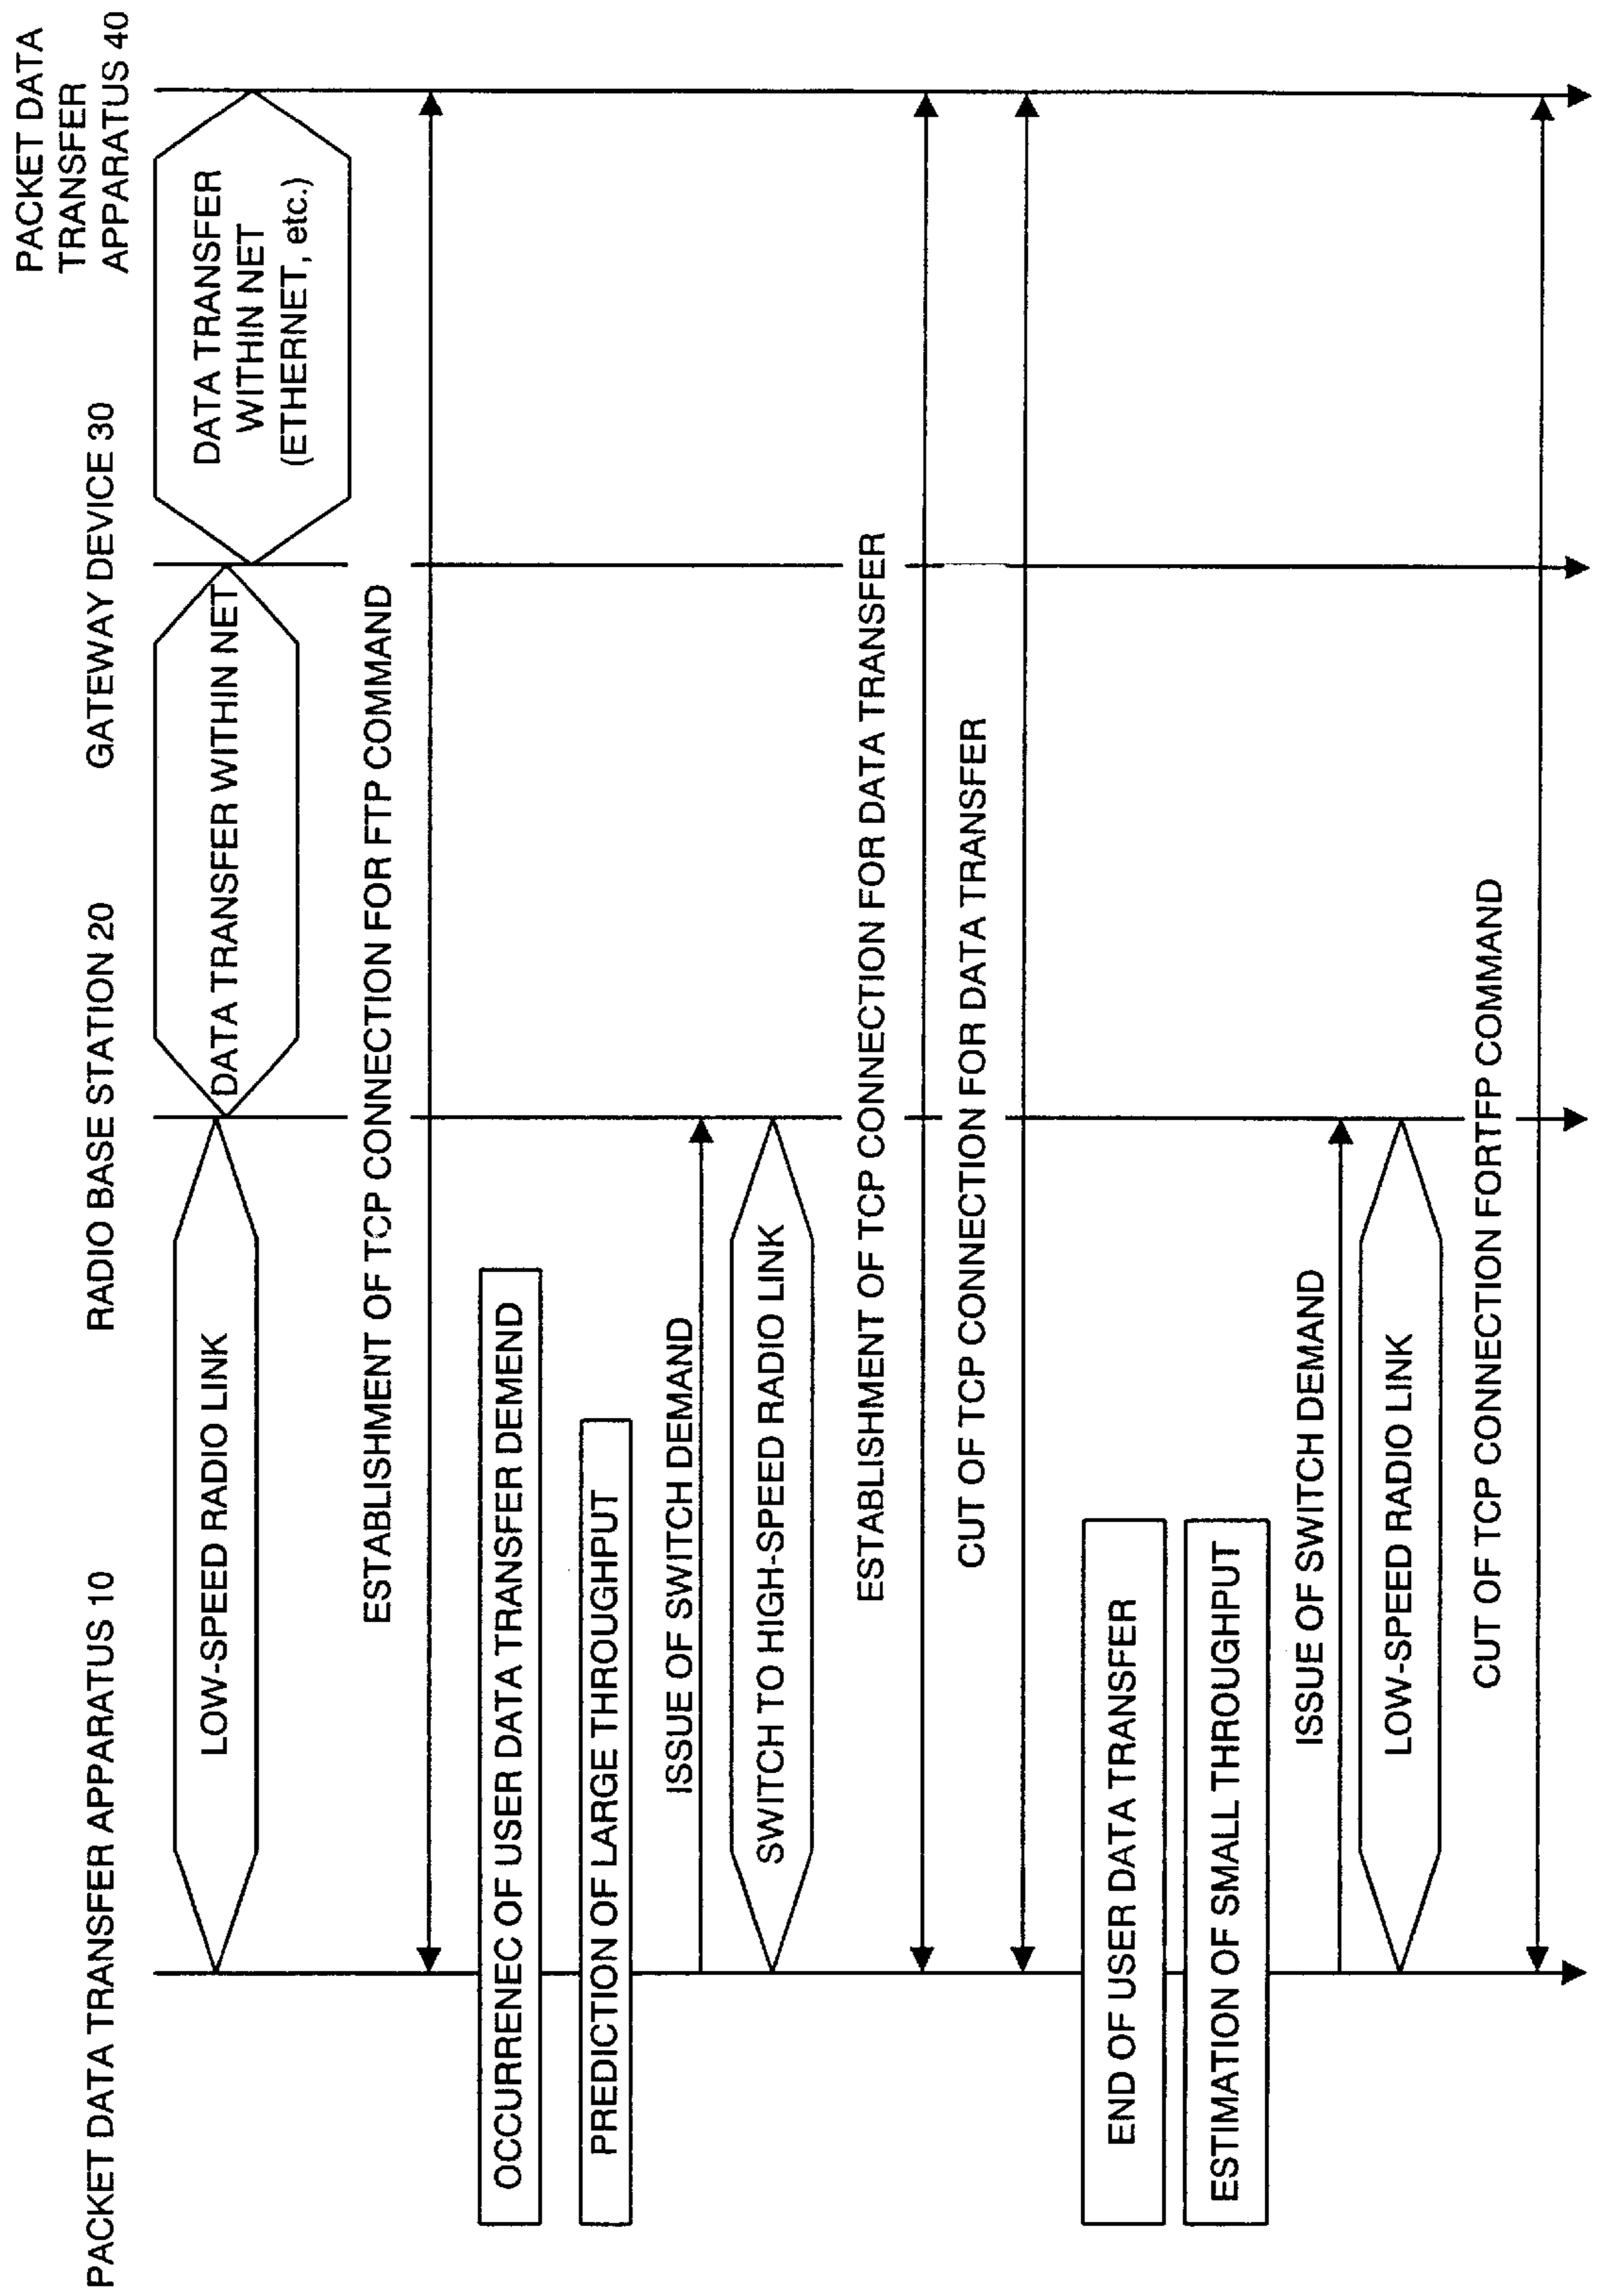 PACKET DATA TRANSFER APPARATUS 10
RADIO BASE STATION 20
GATEWAY DEVICE 30
PACKET DATA
TRANSFER
APPARATUS 40
LOW-SPEED RADIO LINK
DATA TRANSFER WITHIN NET
DATA TRANSFER
WITHIN NET
(ETHERNET, etc.)
ESTABLISHMENT OF TCP CONNECTION FOR FTP COMMAND
OCCURRENEC OF USER DATA TRANSFER DEMEND
PREDICTION OF LARGE THROUGHPUT
ISSUE OF SWITCH DEMAND
SWITCH TO HIGH-SPEED RADIO LINK
ESTABLISHMENT OF TCP CONNECTION FOR DATA TRANSFER
CUT OF TCP CONNECTION FOR DATA TRANSFER
END OF USER DATA TRANSFER
ESTIMATION OF SMALL THROUGHPUT
ISSUE OF SWITCH DEMAND
LOW-SPEED RADIO LINK
CUT OF TCP CONNECTION FORTFP COMMAND